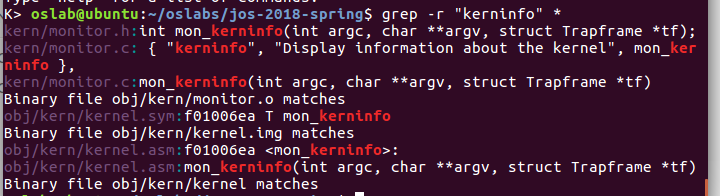 K> oslab@ubuntu:~/oslabs/jos-2018-spring$ grep -r "kerninfo" *
kern/monitor.h:int mon_kerninfo(int argc, char **argv, struct Trapframe *tf);
kern/monitor.c: { "kerninfo", "Display information about the kernel", mon_ker
ninfo },
kern/monitor.c:mon_kerninfo(int argc, char **argv, struct Trapframe *tf)
Binary file obj/kern/monitor.o matches
obj/kern/kernel.sym:f01006ea T mon_kerninfo
Binary file obj/kern/kernel.img matches
obj/kern/kernel.asm:f01006ea <mon_kerninfo>:
obj/kern/kernel.asm:mon_kerninfo(int argc, char **argv, struct Trapframe *tf)
Binary file obj/kern/kernel matches